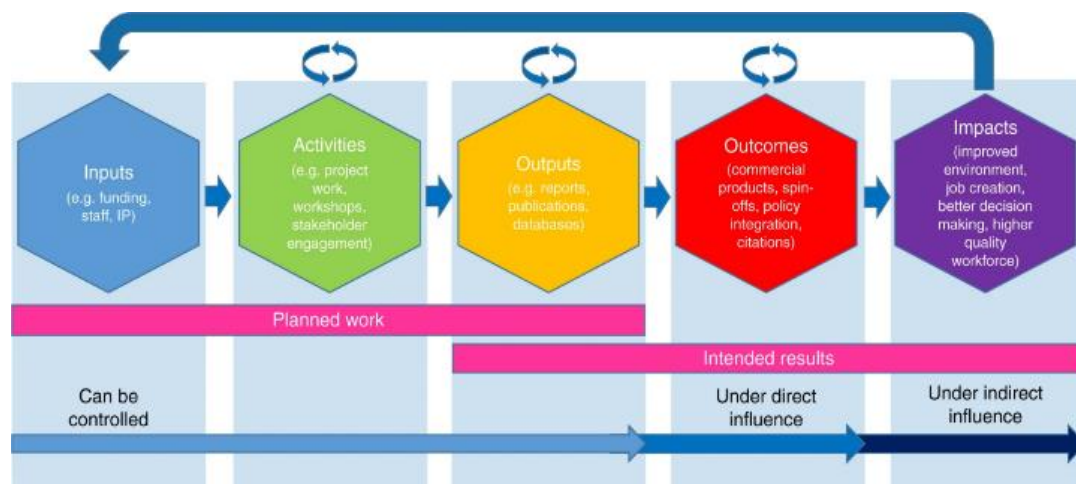 Inputs
(e.g. funding,
staff, IP)
Activities
(e.g. project
work,
workshops,
stakeholder
engagement)
Outputs
(e.g. reports,
publications,
databases)
Outcomes
(commercial
products, spin-
offs, policy
integration,
citations)
Impacts
(improved
environment,
job creation,
better decision
making, higher
quality
workforce)
Planned work
Intended results
Can be
controlled
Under direct
influence
Under indirect
influence